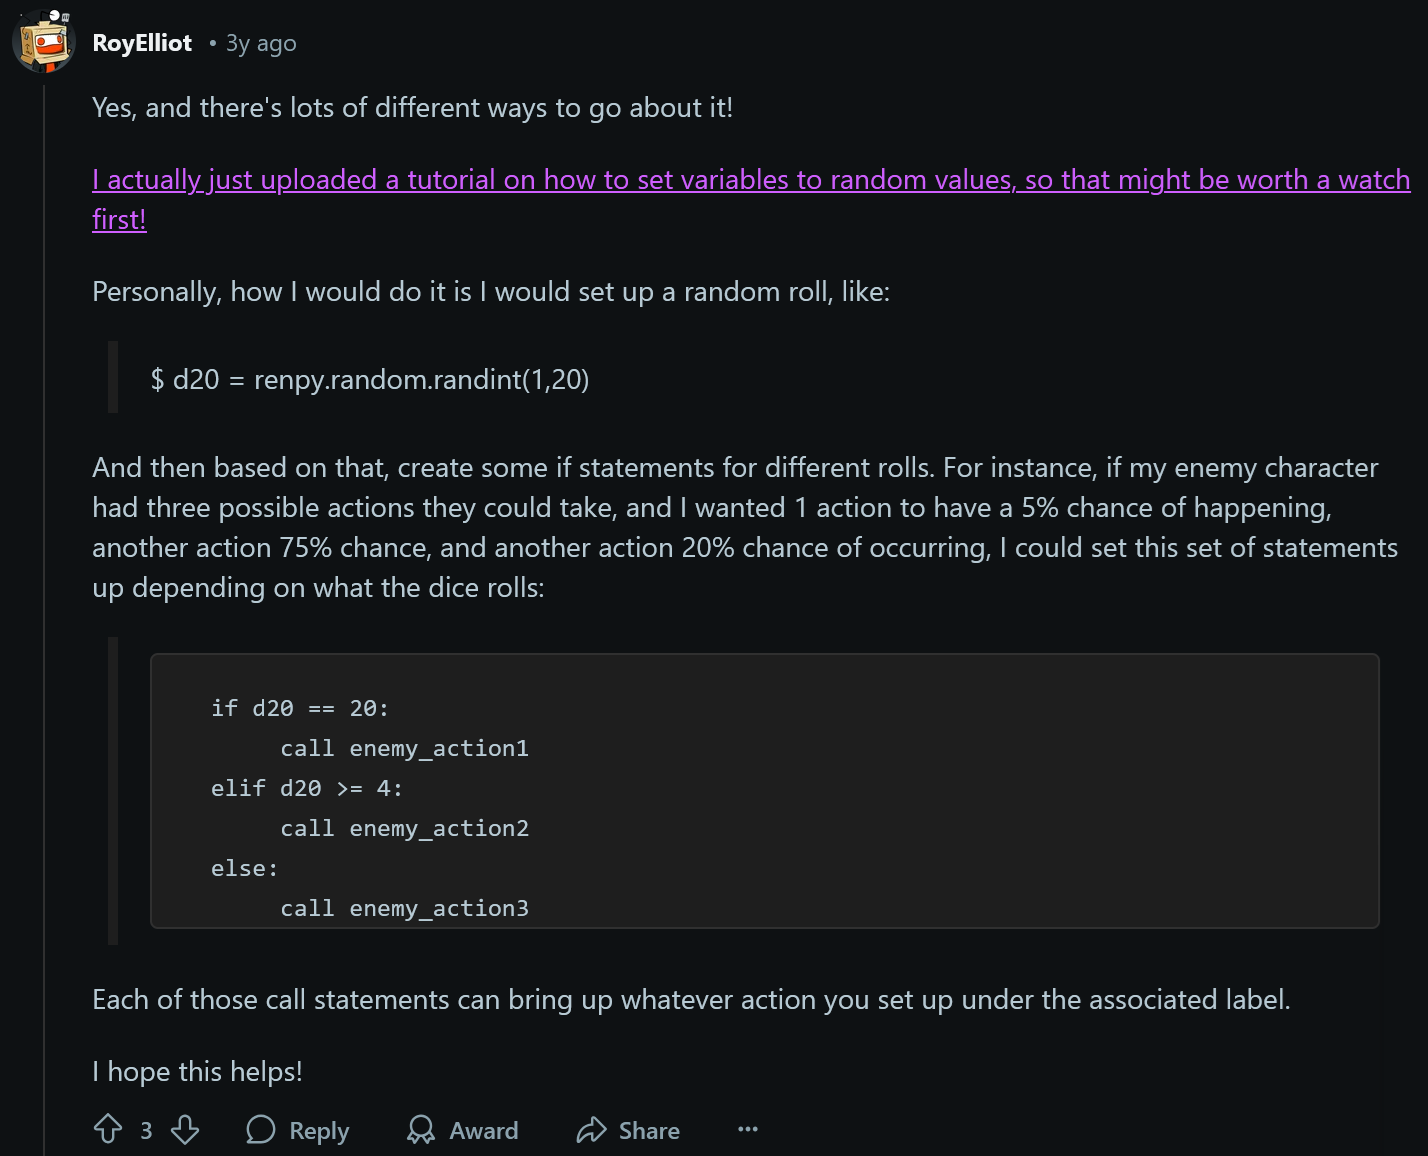 RoyElliot • 3y ago
Yes, and there's lots of different ways to go about it!
I actually just uploaded a tutorial on how to set variables to random values, so that might be worth a watch
first!
Personally, how I would do it is I would set up a random roll, like:
$ d20 = renpy.random.randint(1,20)
And then based on that, create some if statements for different rolls. For instance, if my enemy character
had three possible actions they could take, and I wanted 1 action to have a 5% chance of happening,
another action 75% chance, and another action 20% chance of occurring, I could set this set of statements
up depending on what the dice rolls:
if d20 == 20:
     call enemy_action1
elif d20 >= 4:
     call enemy_action2
else:
     call enemy_action3
Each of those call statements can bring up whatever action you set up under the associated label.
I hope this helps!
3 Reply Award Share ···